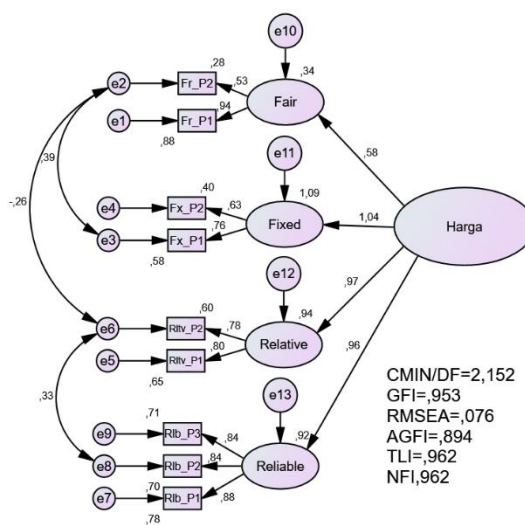 e10
,28
,34
e2
Fr_P2
,53
Fair
,94
e1
Fr_P1
,88
e11
,39
,58
-,26
,40
1,09
e4
Fx_P2
,63
Fixed
1,04
Harga
,76
e3
Fx_P1
,58
e12
,97
,60
,94
e6
Rltv_P2
,78
Relative
,96
,80
e5
Rltv_P1
,65
e13
,33
,71
,92
e9
Rlb_P3
,84
,84
e8
Rlb_P2
Reliable
,70
,88
e7
Rlb_P1
,78
CMIN/DF=2,152
GFI=,953
RMSEA=,076
AGFI=,894
TLI=,962
NFI,962